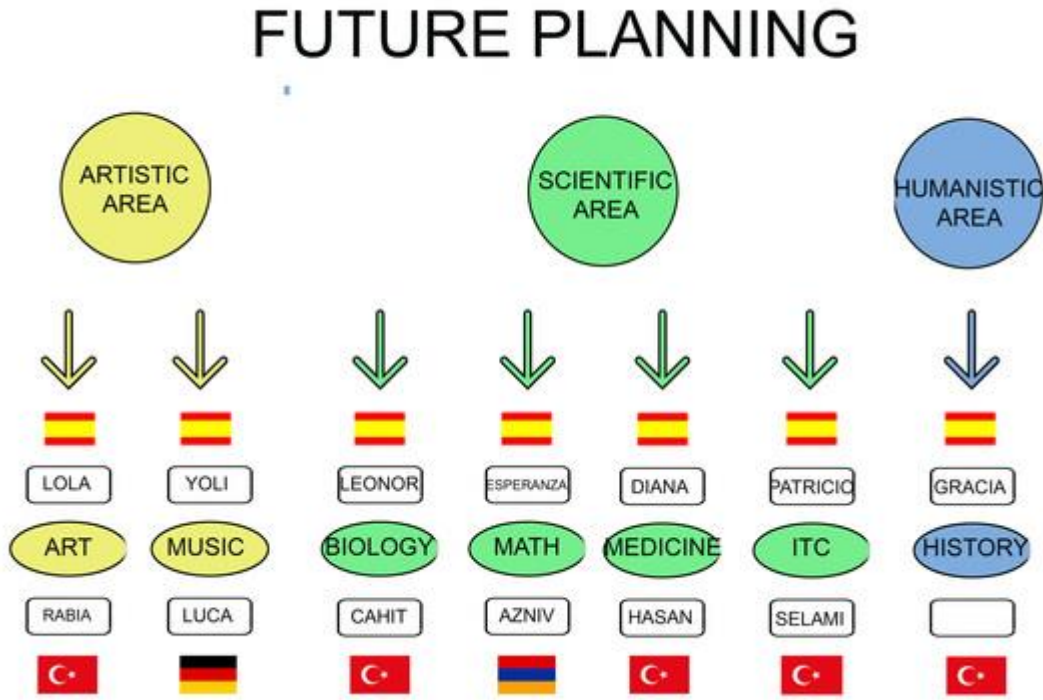 FUTURE PLANNING
ARTISTIC
AREA
SCIENTIFIC
AREA
HUMANISTIC
AREA
LOLA
YOLI
LEONOR
ESPERANZA
DIANA
PATRICIO
GRACIA
ART
MUSIC
BIOLOGY
MATH
MEDICINE
ITC
HISTORY
RABIA
LUCA
CAHIT
AZNIV
HASAN
SELAMI